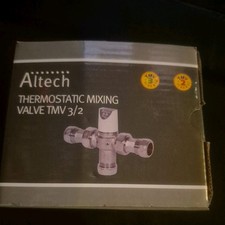 Altech
THERMOSTATIC MIXING
VALVE TMV 3/2